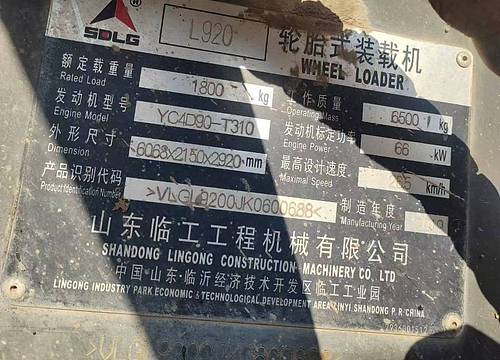 SDLG ® L920 轮胎式装载机
WHEEL LOADER
额定载重量 1800 kg 工作质量 6500 kg
Rated Load Operating Mass
发动机型号 YC4D90-T310 发动机标定功率 66 kW
Engine Model Engine Power
外形尺寸 6068x2150x2920 mm 最高设计速度 km/h
Dimension Maximal Speed
产品识别代码 >VLGL9200JK0600688< 制造年度
Product Identification Number Manufacturing Year
山东临工工程机械有限公司
SHANDONG LINGONG CONSTRUCTION MACHINERY CO., LTD
中国·山东·临沂经济技术开发区临工工业园
LINGONG INDUSTRY PARK ECONOMIC & TECHNOLOGICAL DEVELOPMENT AREA LINYI SHANDONG P.R CHINA